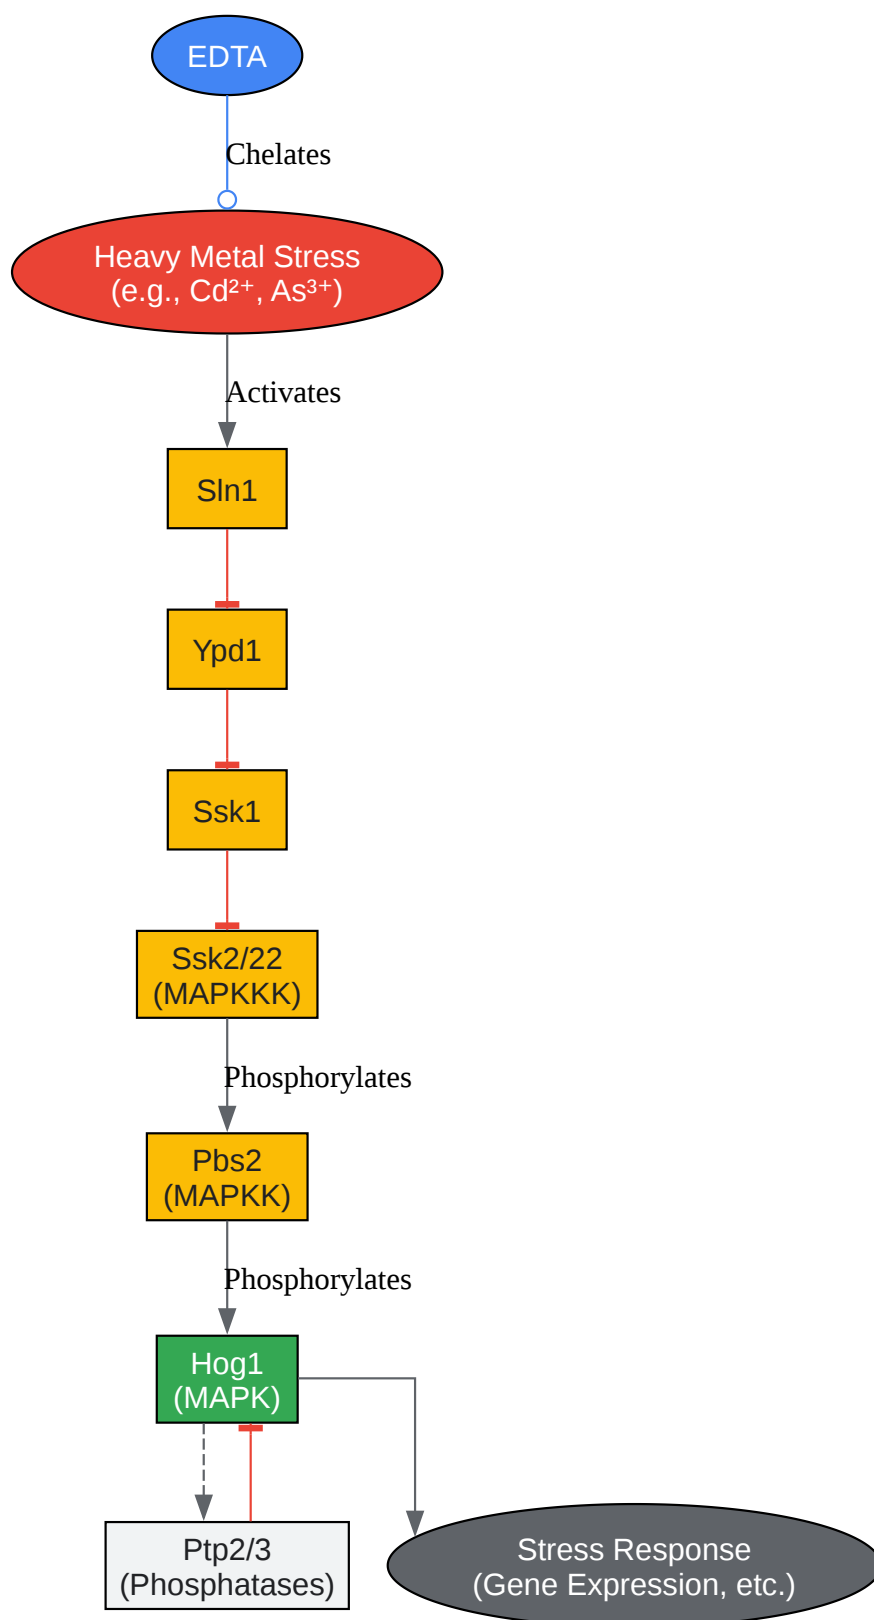 EDTA
Chelates
Heavy Metal Stress
(e.g., Cd²⁺, As³⁺)
Activates
Sln1
Ypd1
Ssk1
Ssk2/22
(MAPKKK)
Phosphorylates
Pbs2
(MAPKK)
Phosphorylates
Hog1
(MAPK)
Ptp2/3
(Phosphatases)
Stress Response
(Gene Expression, etc.)